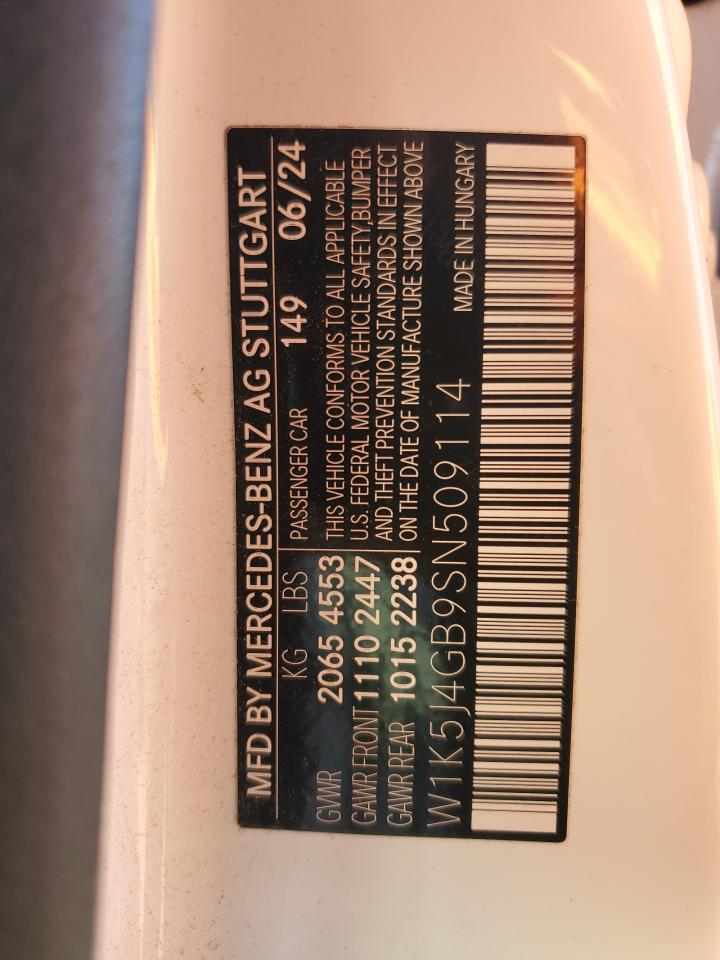 MFD BY MERCEDES-BENZ AG STUTTGART
KG LBS
GVWR 2065 4553
GAWR FRONT 1110 2447
GAWR REAR 1015 2238
PASSENGER CAR 149 06/24
THIS VEHICLE CONFORMS TO ALL APPLICABLE
U.S. FEDERAL MOTOR VEHICLE SAFETY,BUMPER
AND THEFT PREVENTION STANDARDS IN EFFECT
ON THE DATE OF MANUFACTURE SHOWN ABOVE
W1K5J4GB9SN509114
MADE IN HUNGARY